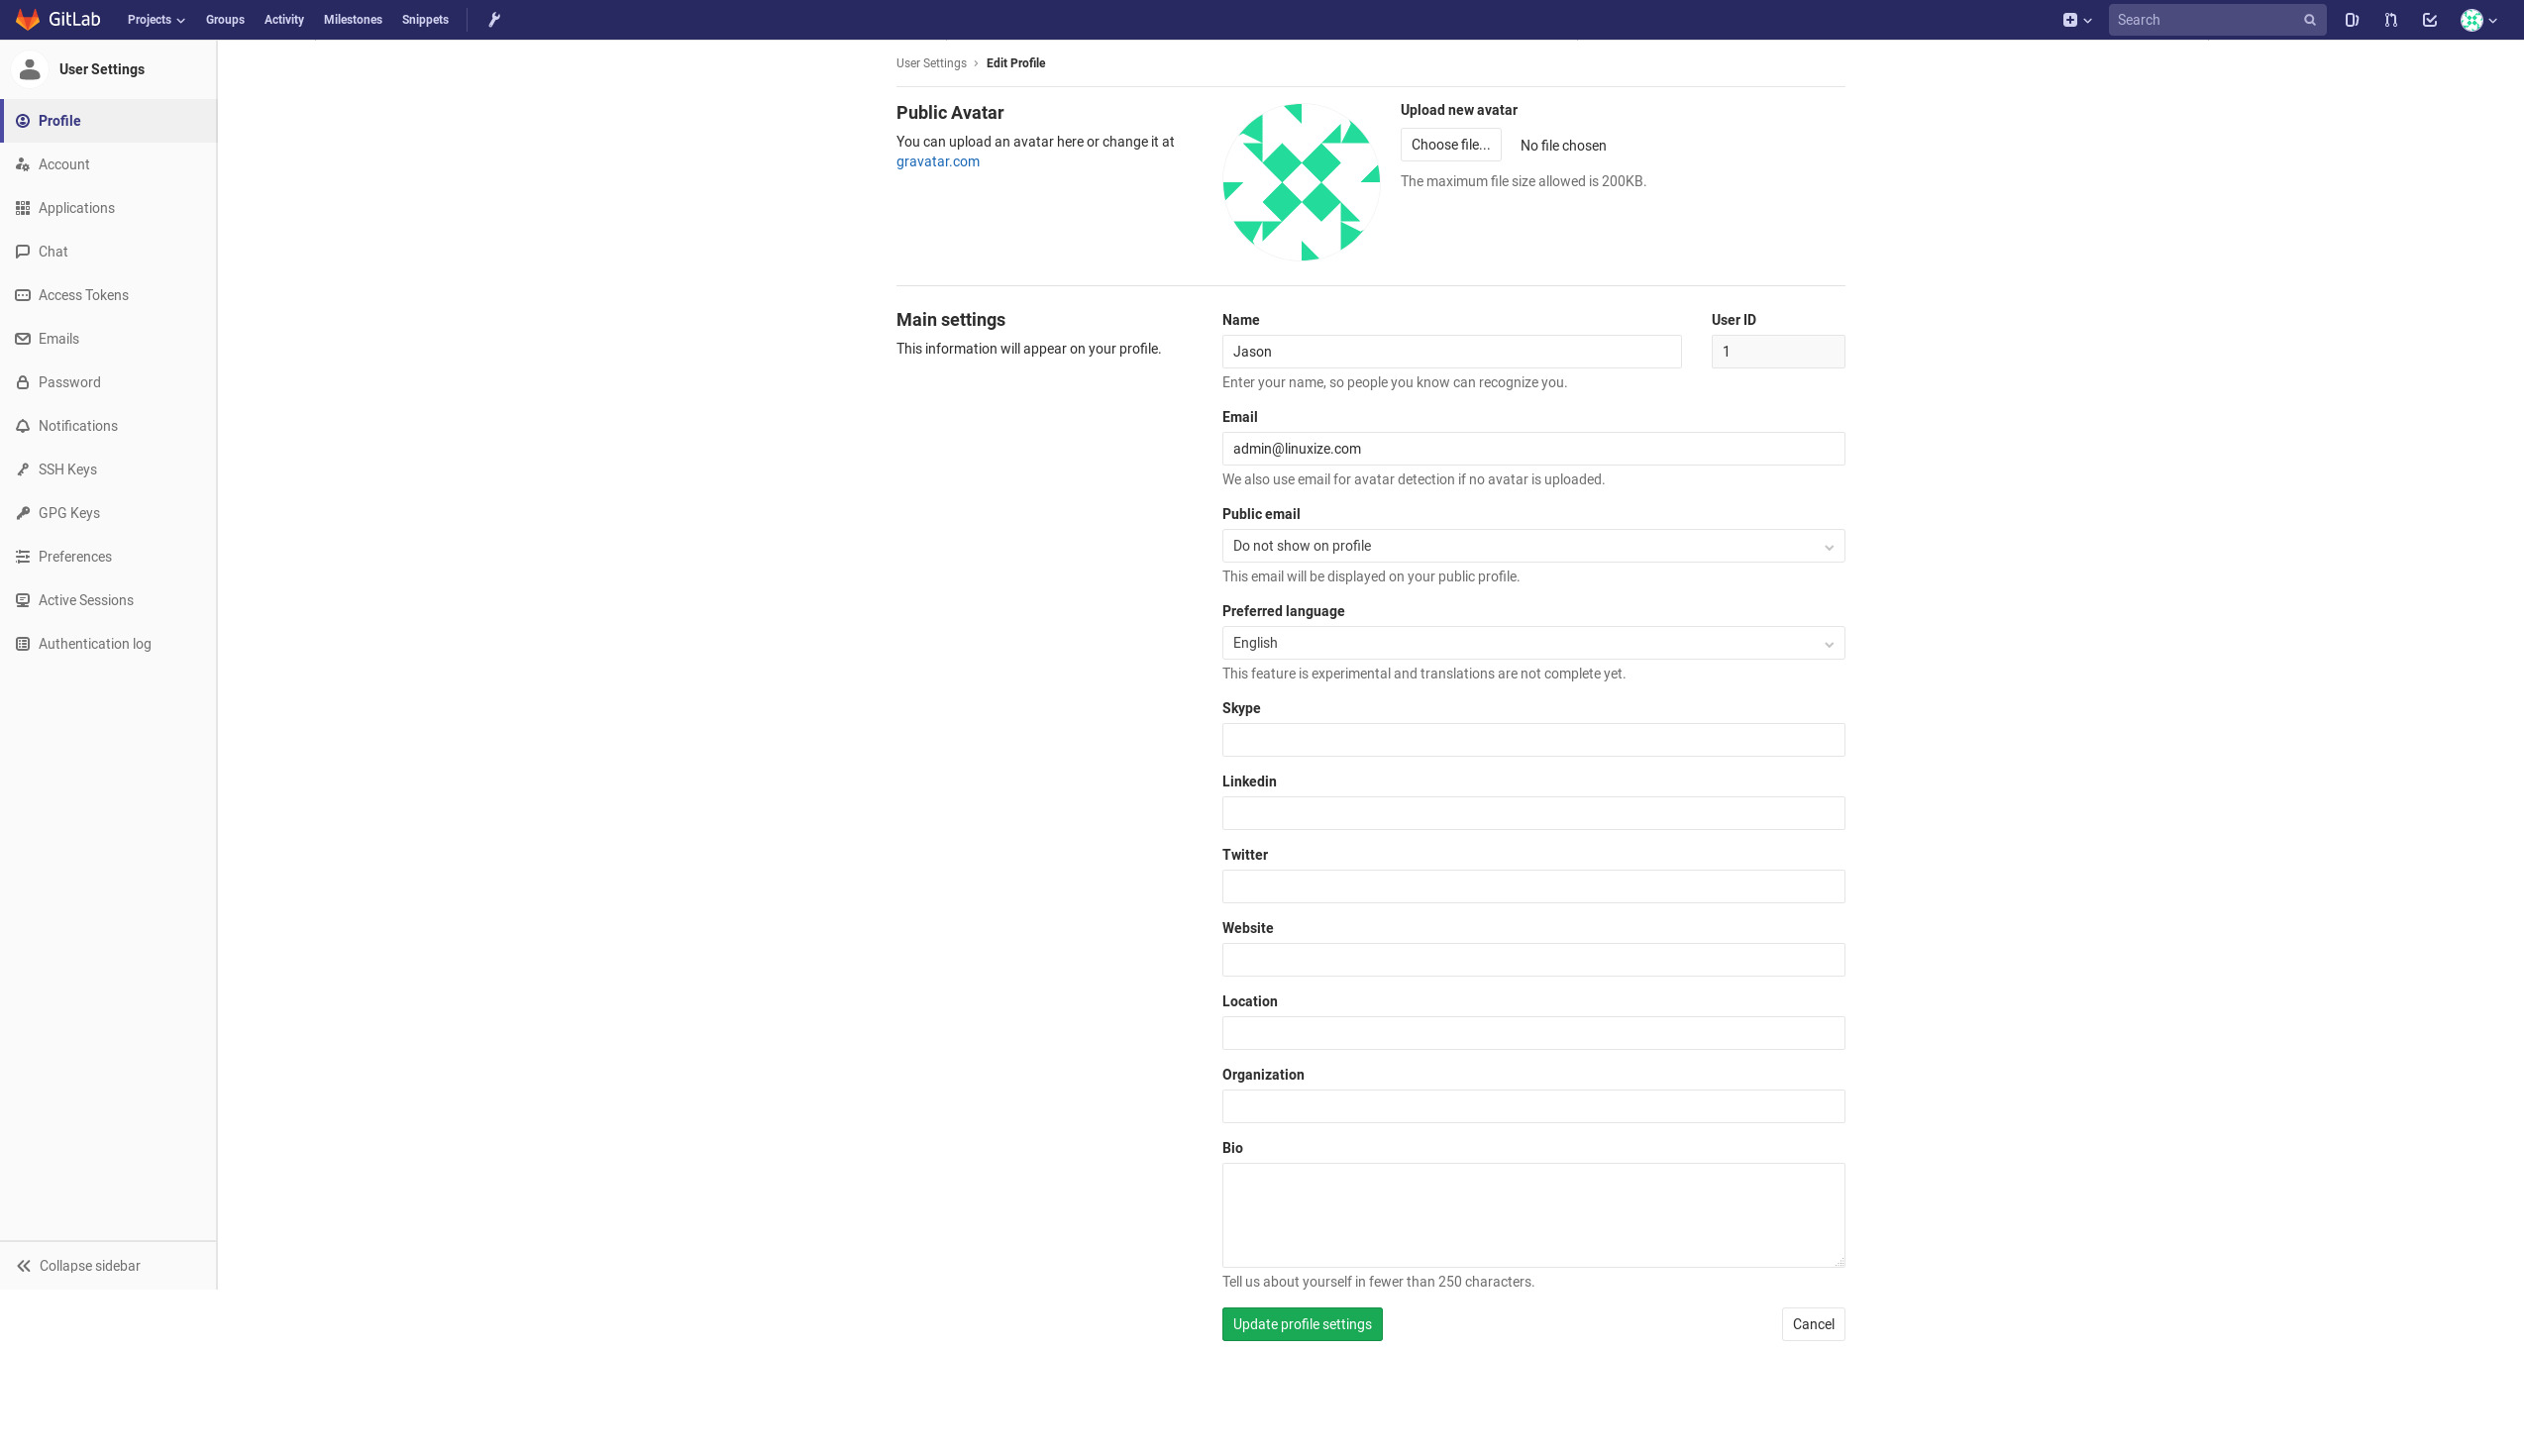 GitLab Projects Groups Activity Milestones Snippets Search
User Settings
Profile
Account
Applications
Chat
Access Tokens
Emails
Password
Notifications
SSH Keys
GPG Keys
Preferences
Active Sessions
Authentication log
Collapse sidebar
User Settings › Edit Profile
Public Avatar
You can upload an avatar here or change it at
gravatar.com
Upload new avatar
Choose file... No file chosen
The maximum file size allowed is 200KB.
Main settings
This information will appear on your profile.
Name User ID
Jason 1
Enter your name, so people you know can recognize you.
Email
admin@linuxize.com
We also use email for avatar detection if no avatar is uploaded.
Public email
Do not show on profile
This email will be displayed on your public profile.
Preferred language
English
This feature is experimental and translations are not complete yet.
Skype
Linkedin
Twitter
Website
Location
Organization
Bio
Tell us about yourself in fewer than 250 characters.
Update profile settings Cancel